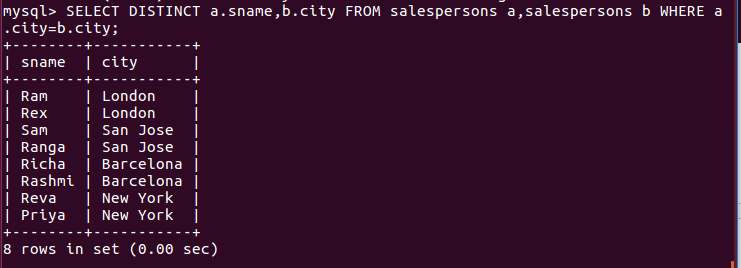 mysql> SELECT DISTINCT a.sname,b.city FROM salespersons a,salespersons b WHERE a
.city=b.city;
+--------+-----------+
| sname  | city      |
+--------+-----------+
| Ram    | London    |
| Rex    | London    |
| Sam    | San Jose  |
| Ranga  | San Jose  |
| Richa  | Barcelona |
| Rashmi | Barcelona |
| Reva   | New York  |
| Priya  | New York  |
+--------+-----------+
8 rows in set (0.00 sec)